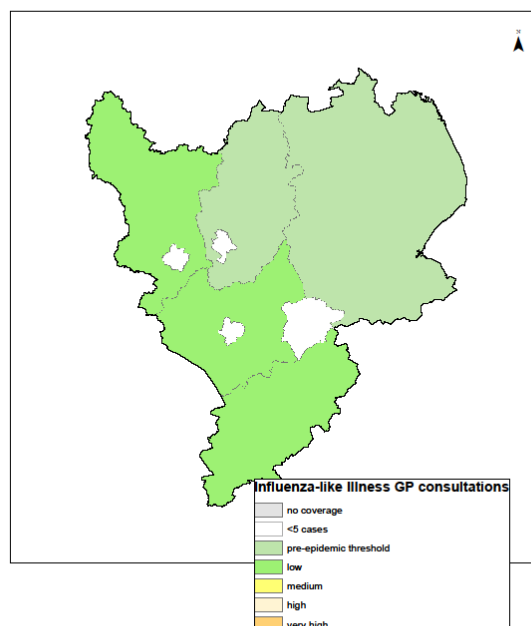 N
Influenza-like Illness GP consultations
no coverage
<5 cases
pre-epidemic threshold
low
medium
high
very high